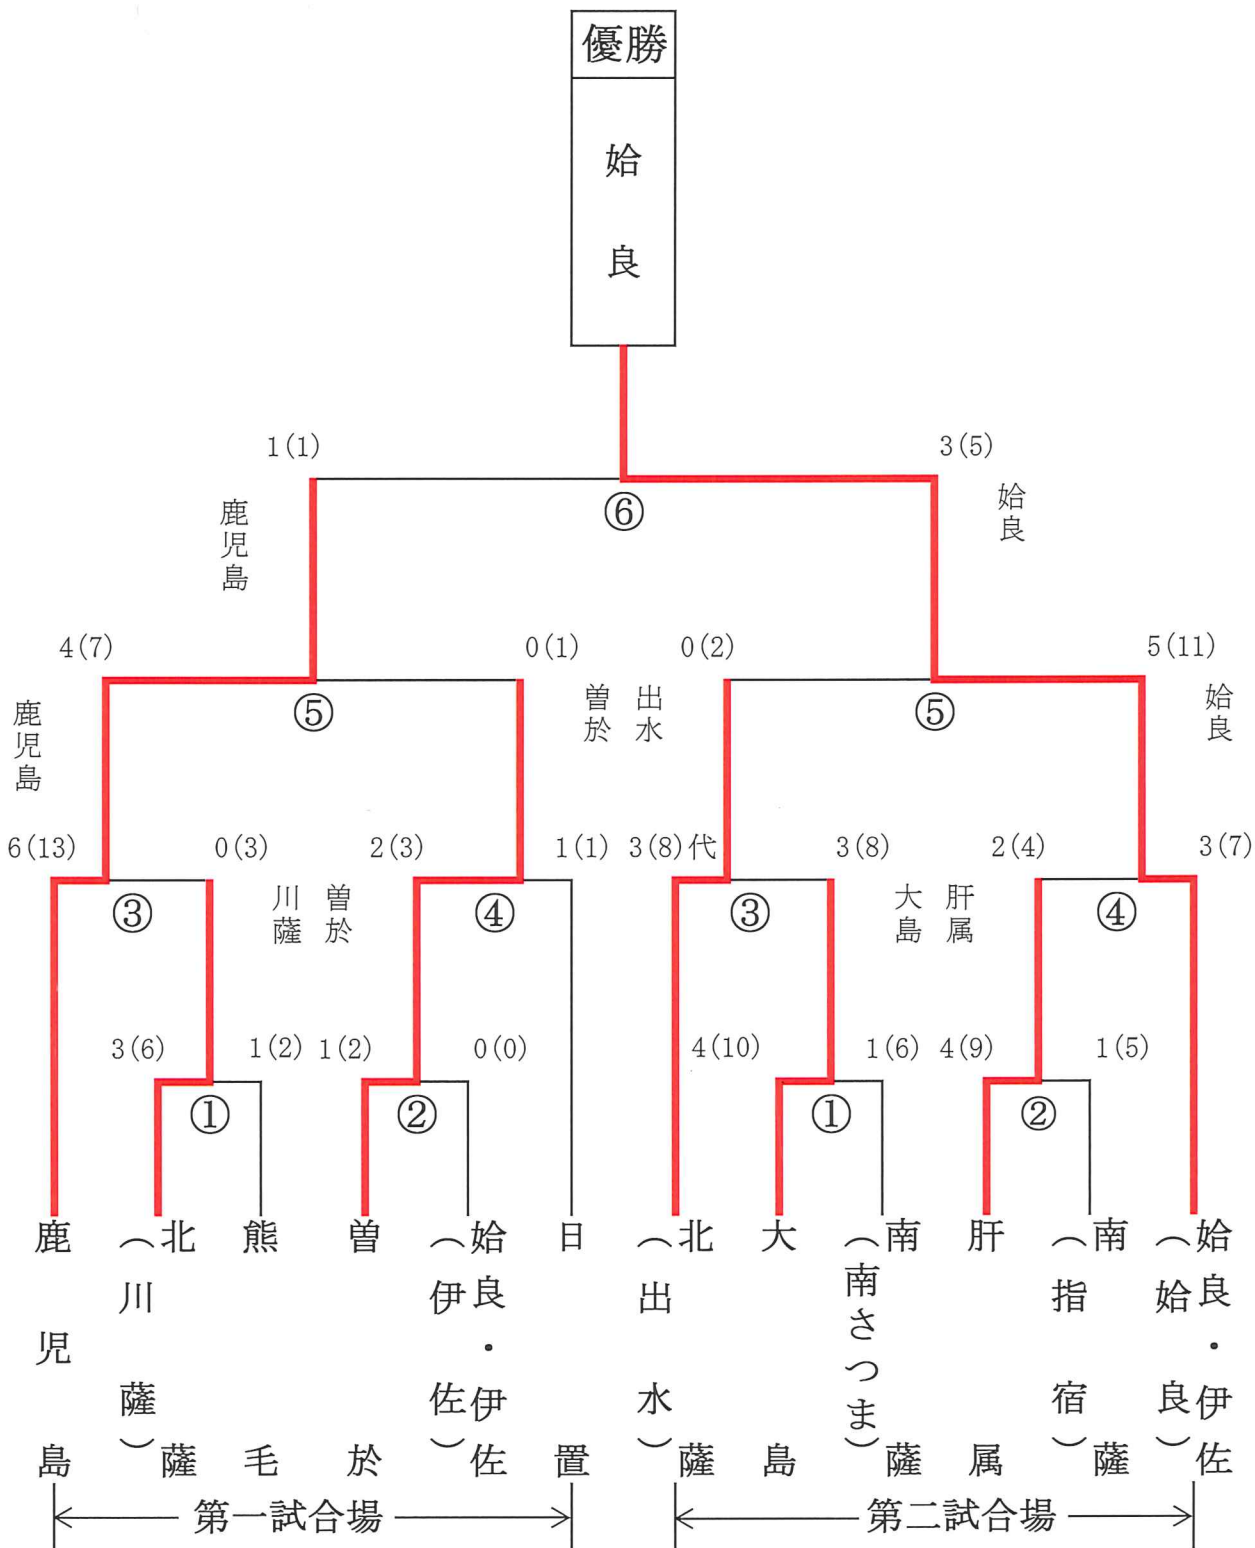 優勝
姶良
1(1)
3(5)
鹿児島
⑥
姶良
4(7)
0(1)
0(2)
5(11)
鹿児島
⑤
曽於
出水
⑤
姶良
6(13)
0(3)
2(3)
1(1)
3(8)代
3(8)
2(4)
3(7)
③
川薩
曽於
④
③
大島
肝属
④
3(6)
1(2)
1(2)
0(0)
4(10)
1(6)
4(9)
1(5)
①
②
①
②
鹿児島
北薩
(川薩)
熊毛
曽於
姶良・伊佐
(伊佐)
日置
北薩
(出水)
大島
南薩
(南さつま)
肝属
南薩
(指宿)
姶良・伊佐
(姶良)
第一試合場
第二試合場